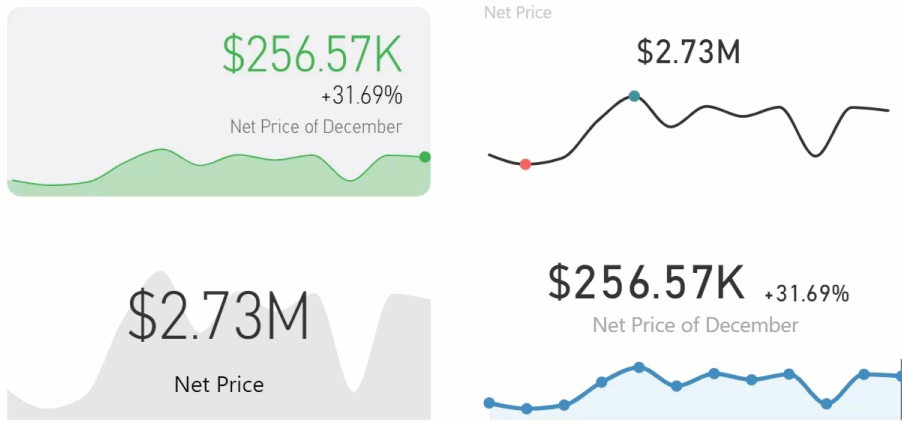 $256.57K
+31.69%
Net Price of December
Net Price
$2.73M
$2.73M
Net Price
$256.57K +31.69%
Net Price of December